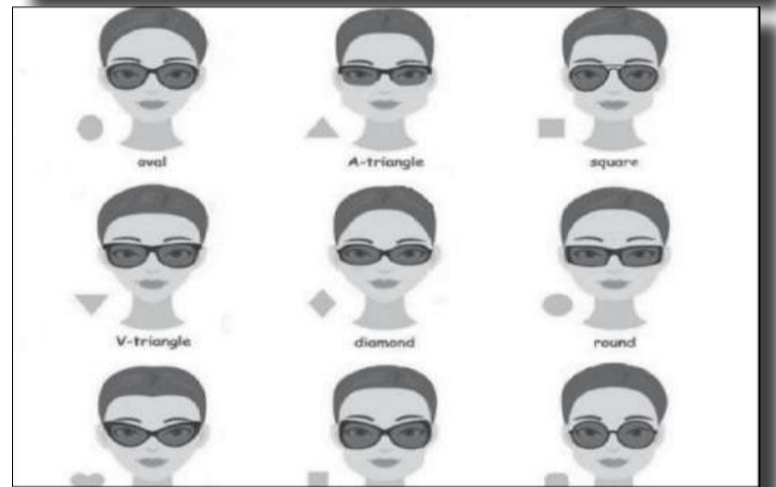 oval
A-triangle
square
V-triangle
diamond
round